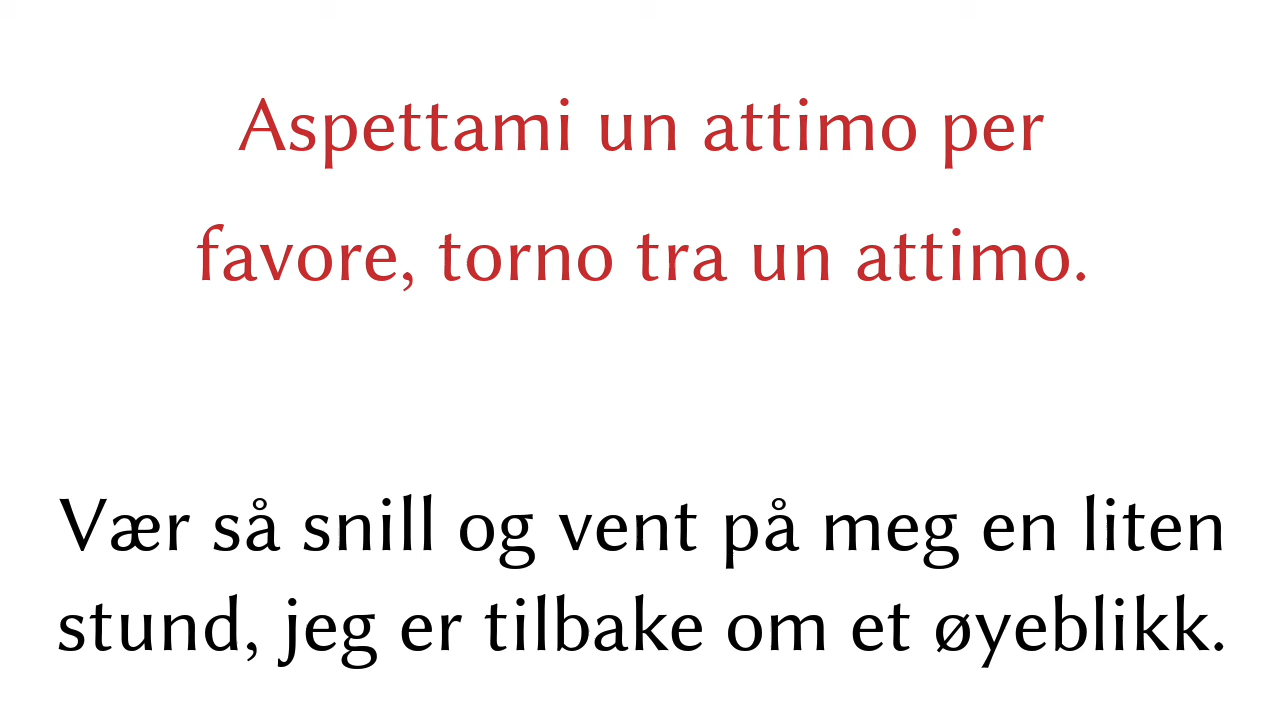 Aspettami un attimo per
favore, torno tra un attimo.
Vær så snill og vent på meg en liten
stund, jeg er tilbake om et øyeblikk.